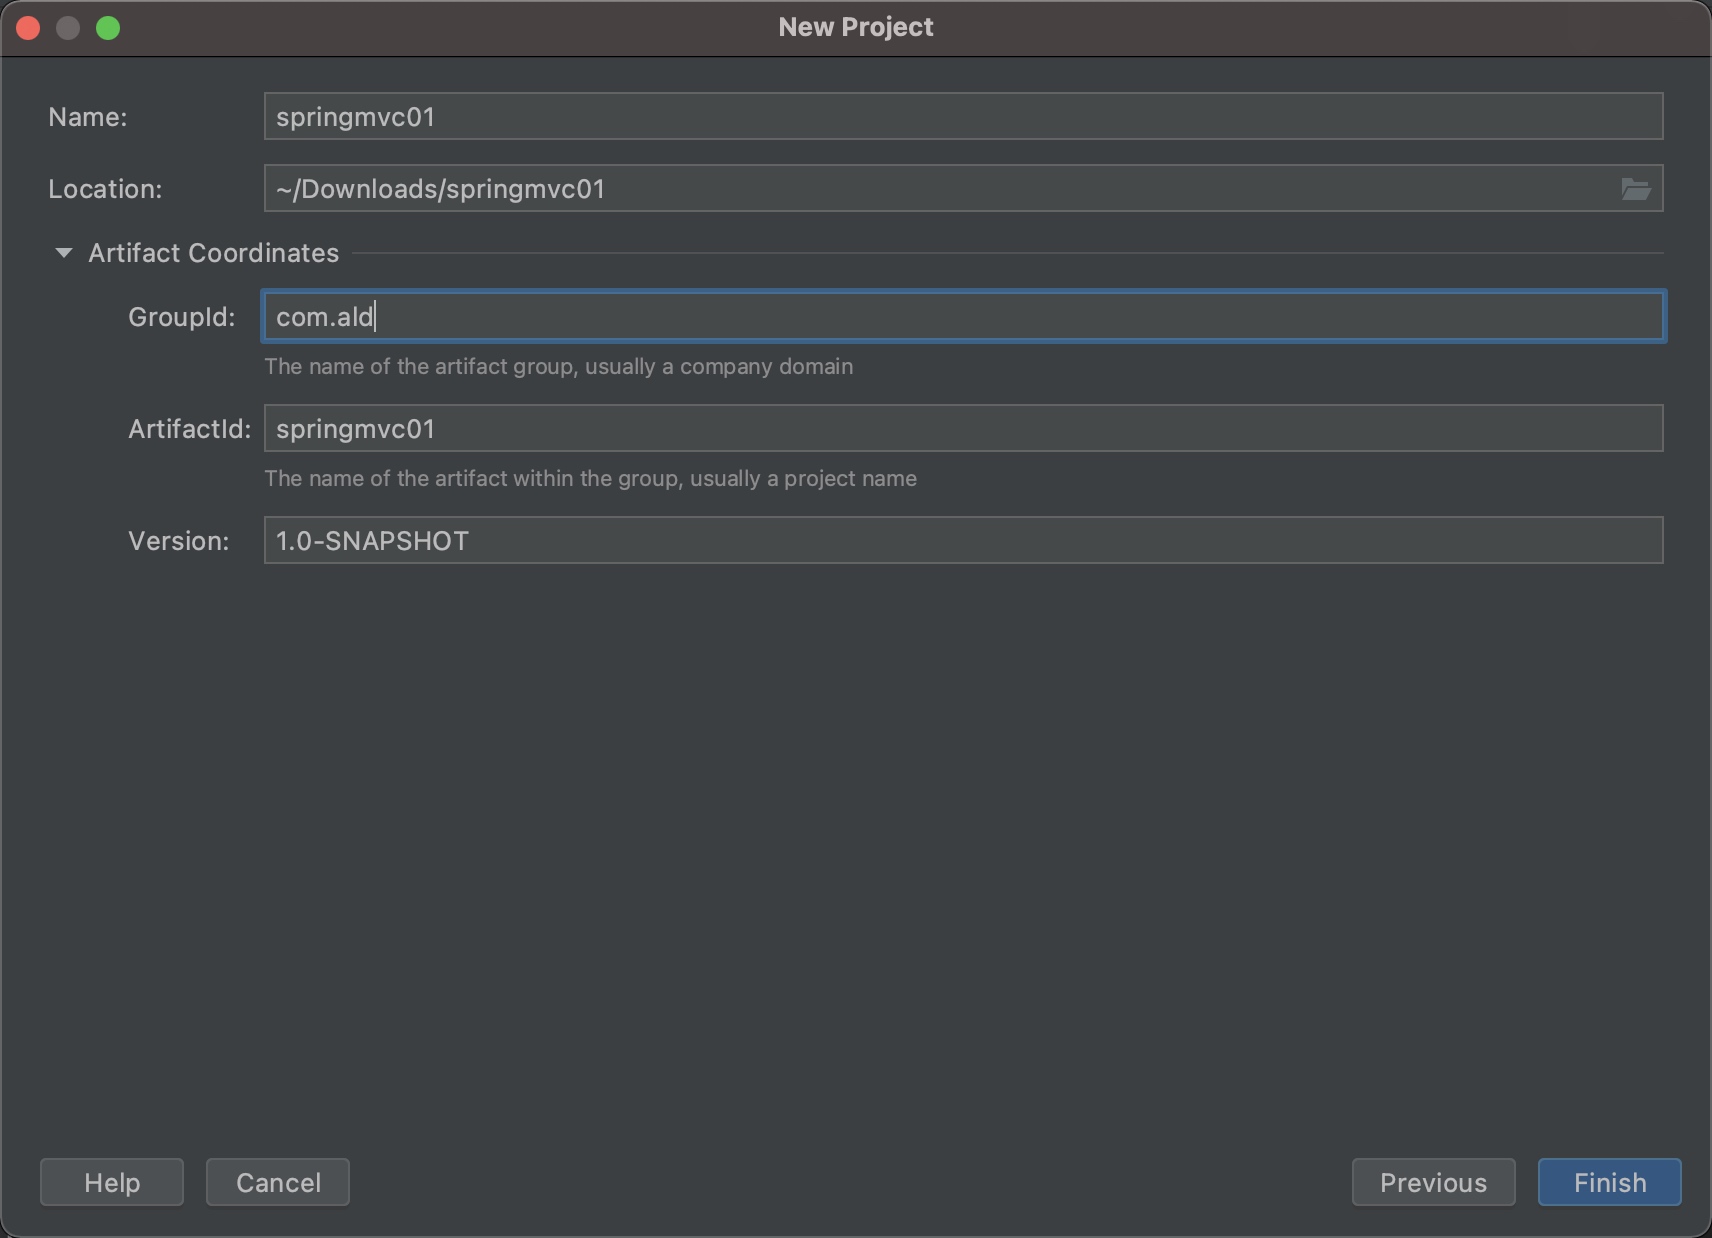 New Project
Name: springmvc01
Location: ~/Downloads/springmvc01
Artifact Coordinates
GroupId: com.ald
The name of the artifact group, usually a company domain
ArtifactId: springmvc01
The name of the artifact within the group, usually a project name
Version: 1.0-SNAPSHOT
Help Cancel Previous Finish